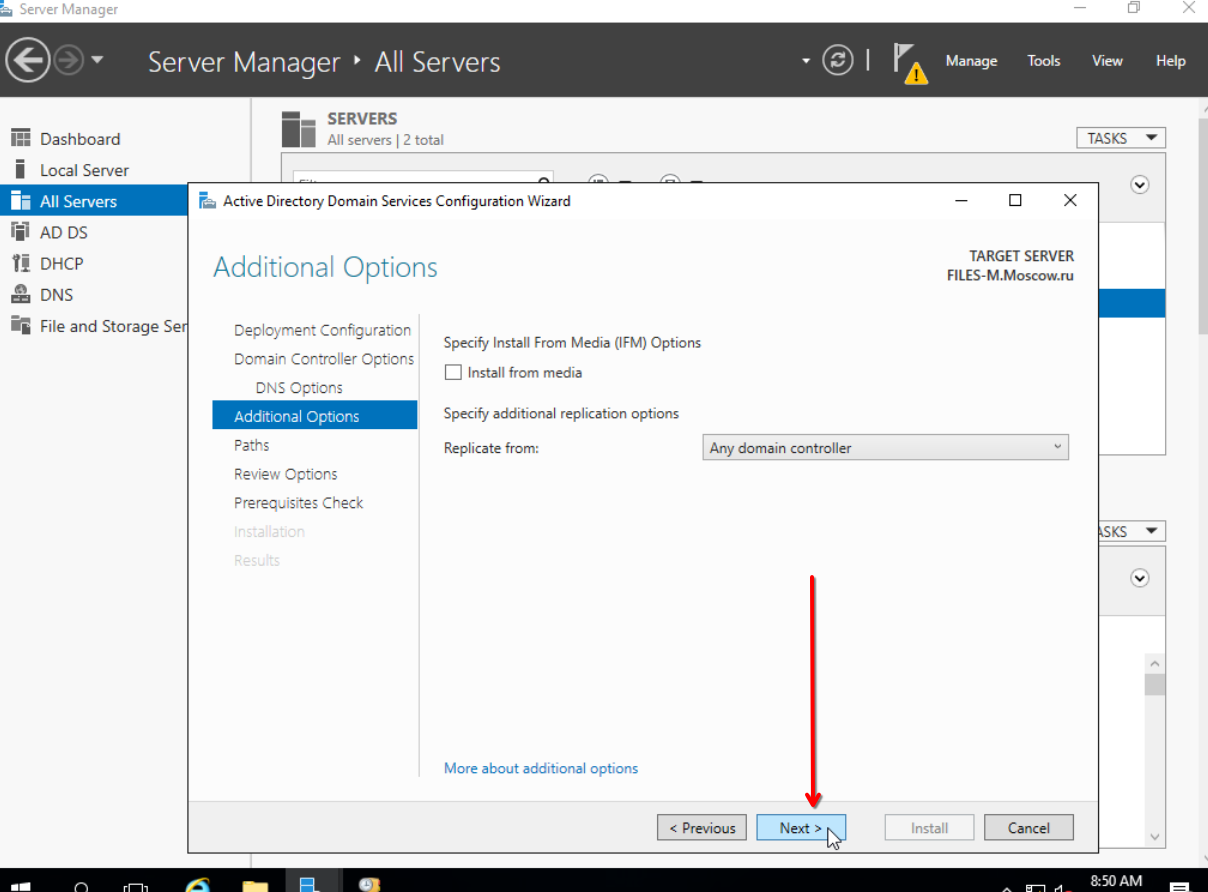 Server Manager
Server Manager ‣ All Servers
Manage Tools View Help
Dashboard
Local Server
All Servers
AD DS
DHCP
DNS
File and Storage Ser
SERVERS
All servers | 2 total
TASKS
Active Directory Domain Services Configuration Wizard
Additional Options
TARGET SERVER
FILES-M.Moscow.ru
Deployment Configuration
Domain Controller Options
DNS Options
Additional Options
Paths
Review Options
Prerequisites Check
Installation
Results
Specify Install From Media (IFM) Options
Install from media
Specify additional replication options
Replicate from: Any domain controller
More about additional options
< Previous Next > Install Cancel
8:50 AM